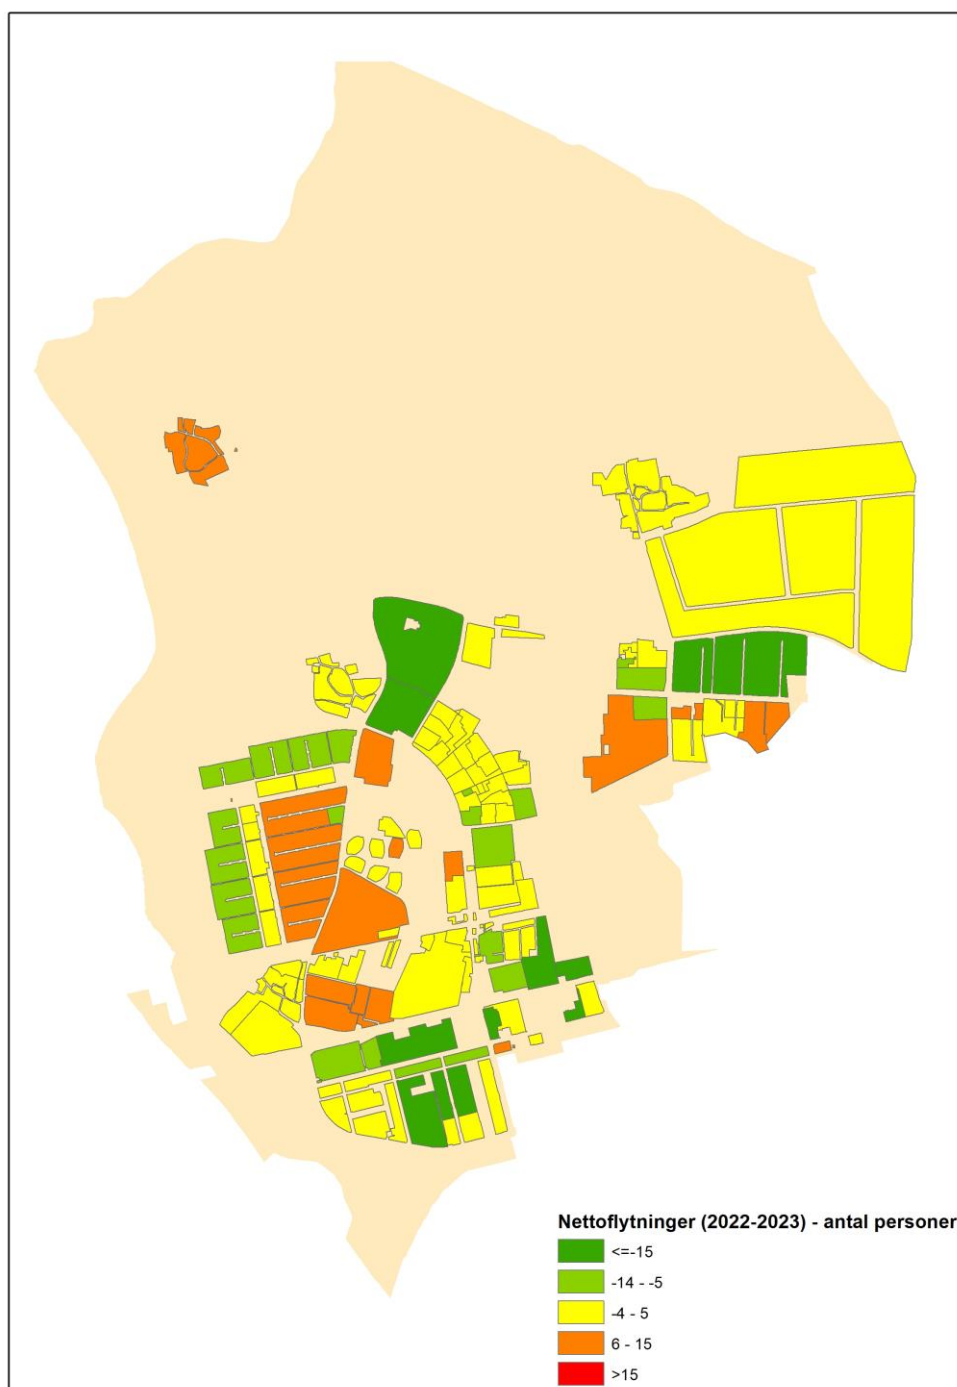 Nettoflytninger (2022-2023) - antal personer
<=-15
-14 - -5
-4 - 5
6 - 15
>15